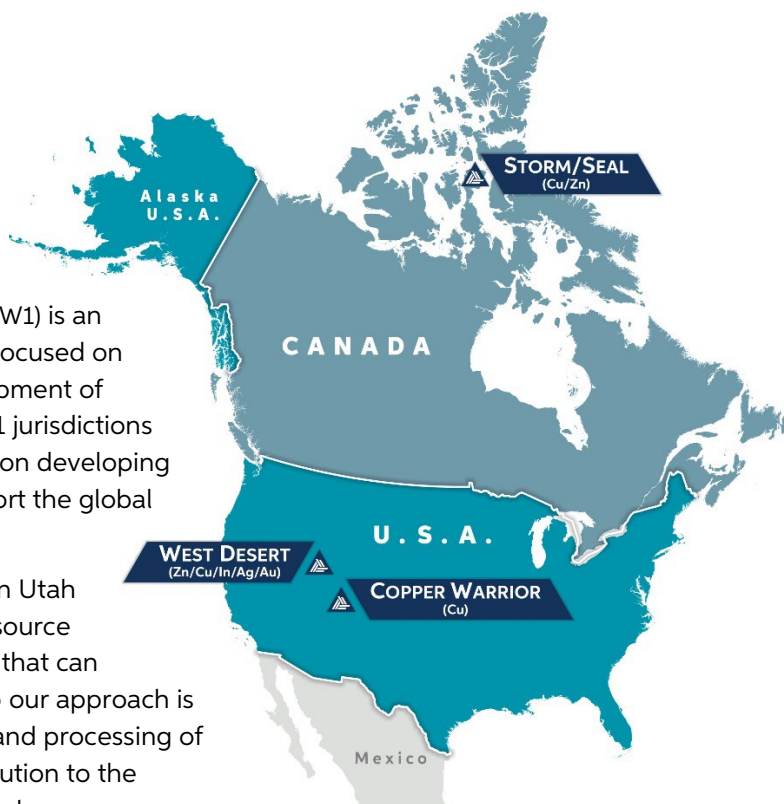 STORM/SEAL
(Cu/Zn)
Alaska
U.S.A.
CANADA
W1) is an
ocused on
pment of
1 jurisdictions
on developing
ort the global
U.S.A.
WEST DESERT
(Zn/Cu/In/Ag/Au)
COPPER WARRIOR
(Cu)
n Utah
source
that can
our approach is
and processing of
ution to the
Mexico